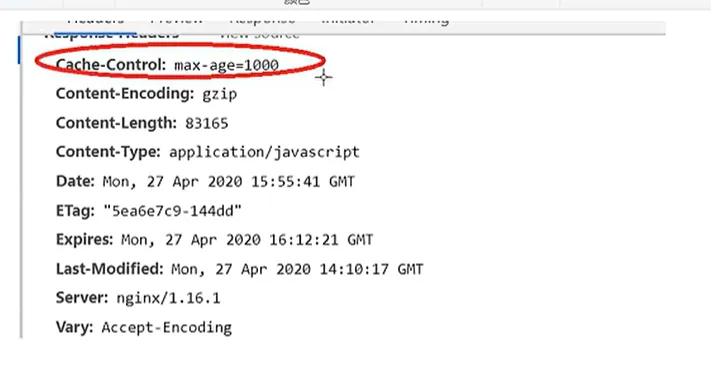 Headers Preview Response Initiator Timing
Response Headers view source
Cache-Control: max-age=1000
Content-Encoding: gzip
Content-Length: 83165
Content-Type: application/javascript
Date: Mon, 27 Apr 2020 15:55:41 GMT
ETag: "5ea6e7c9-144dd"
Expires: Mon, 27 Apr 2020 16:12:21 GMT
Last-Modified: Mon, 27 Apr 2020 14:10:17 GMT
Server: nginx/1.16.1
Vary: Accept-Encoding